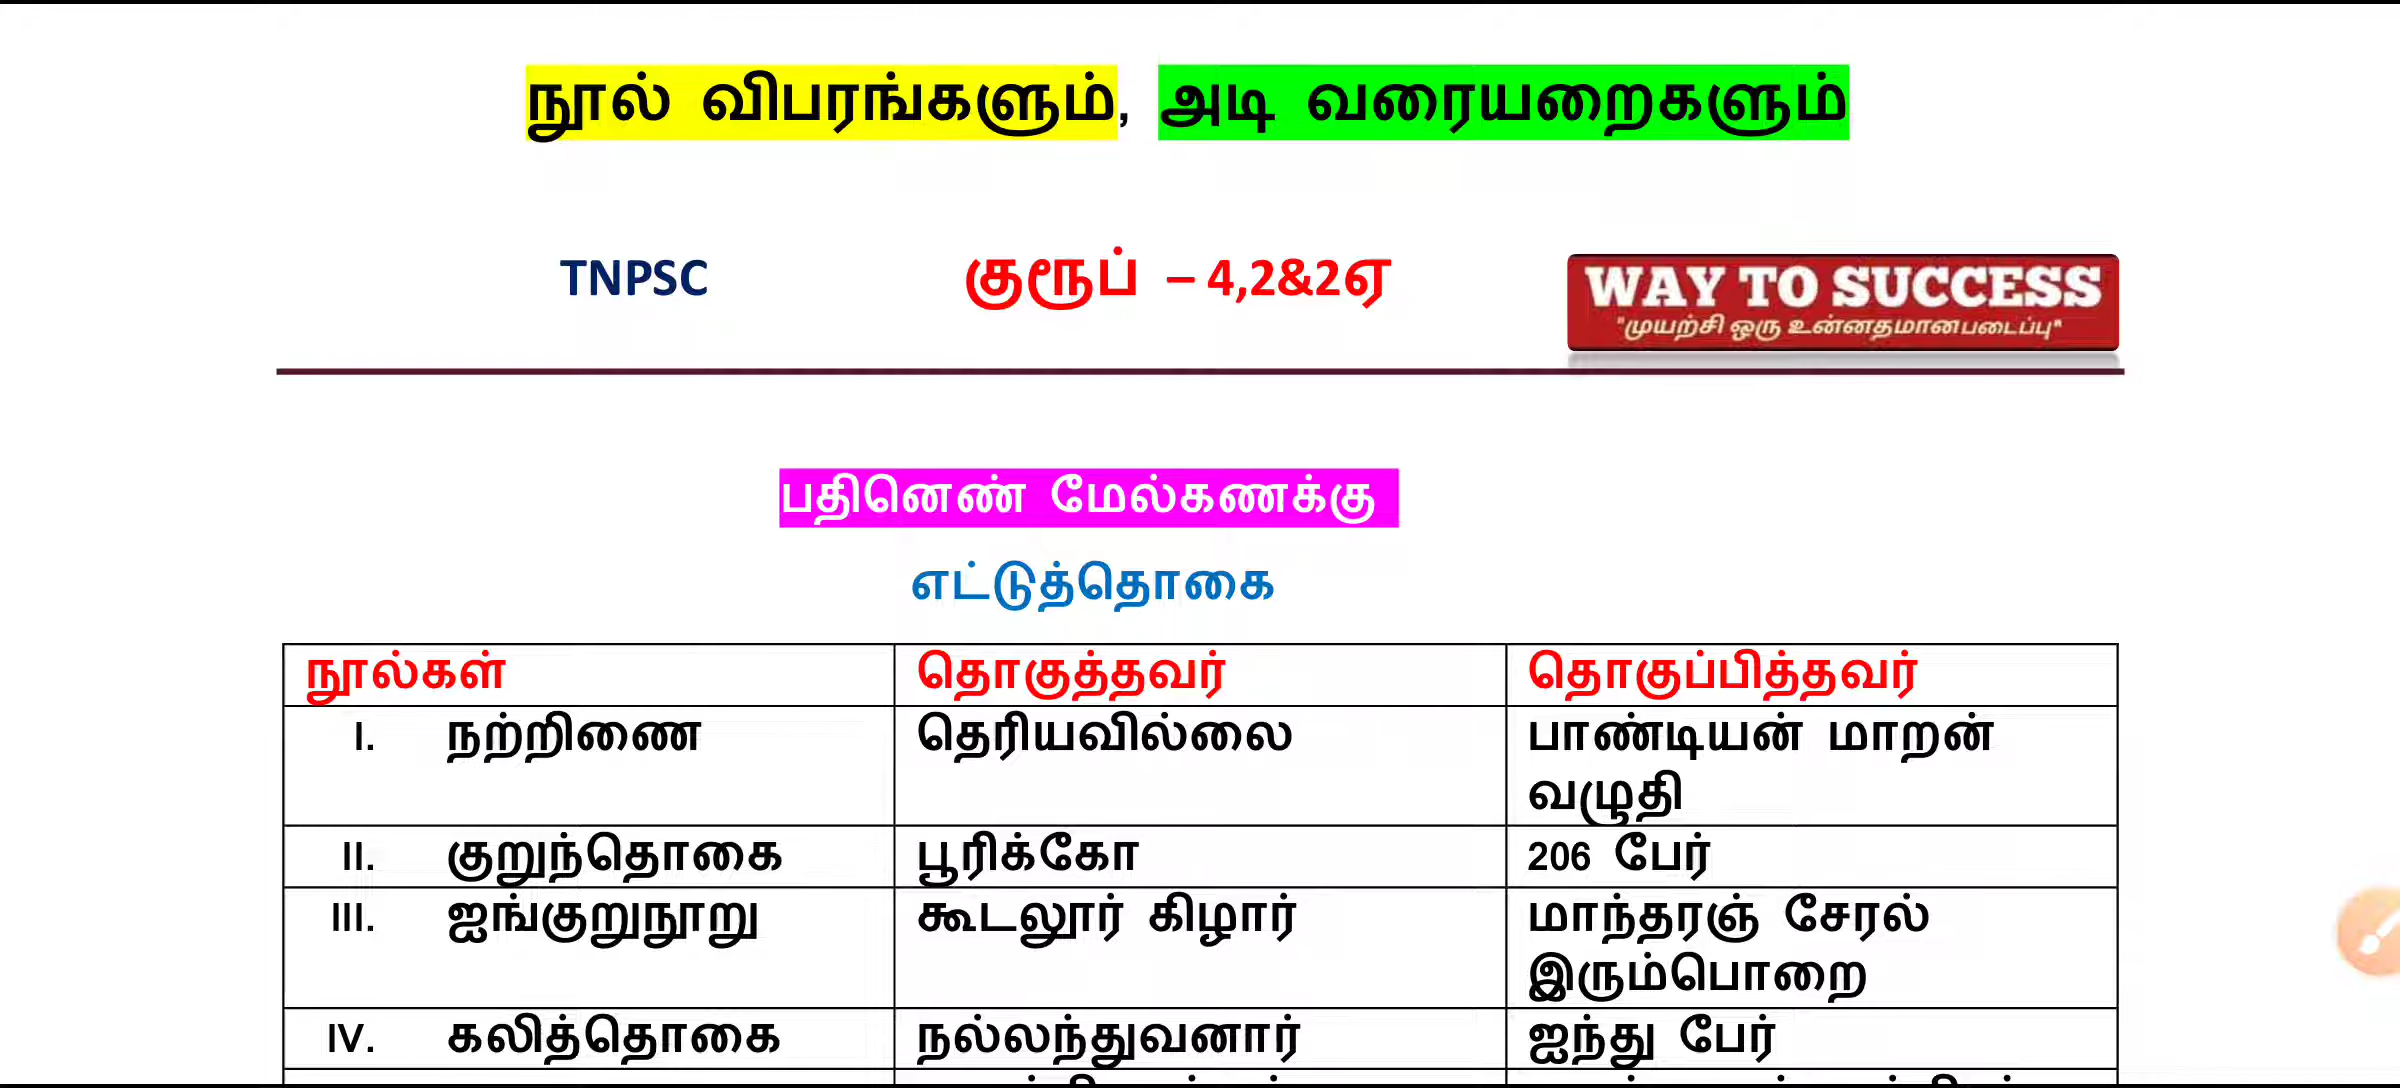 நூல் விபரங்களும், அடி வரையறைகளும்
TNPSC குரூப் – 4,2&2ஏ
WAY TO SUCCESS
"முயற்சி ஒரு உன்னதமானபடைப்பு"
பதினெண் மேல்கணக்கு
எட்டுத்தொகை
நூல்கள் தொகுத்தவர் தொகுப்பித்தவர்
I. நற்றிணை தெரியவில்லை பாண்டியன் மாறன்
வழுதி
II. குறுந்தொகை பூரிக்கோ 206 பேர்
III. ஐங்குறுநூறு கூடலூர் கிழார் மாந்தரஞ் சேரல்
இரும்பொறை
IV. கலித்தொகை நல்லந்துவனார் ஐந்து பேர்